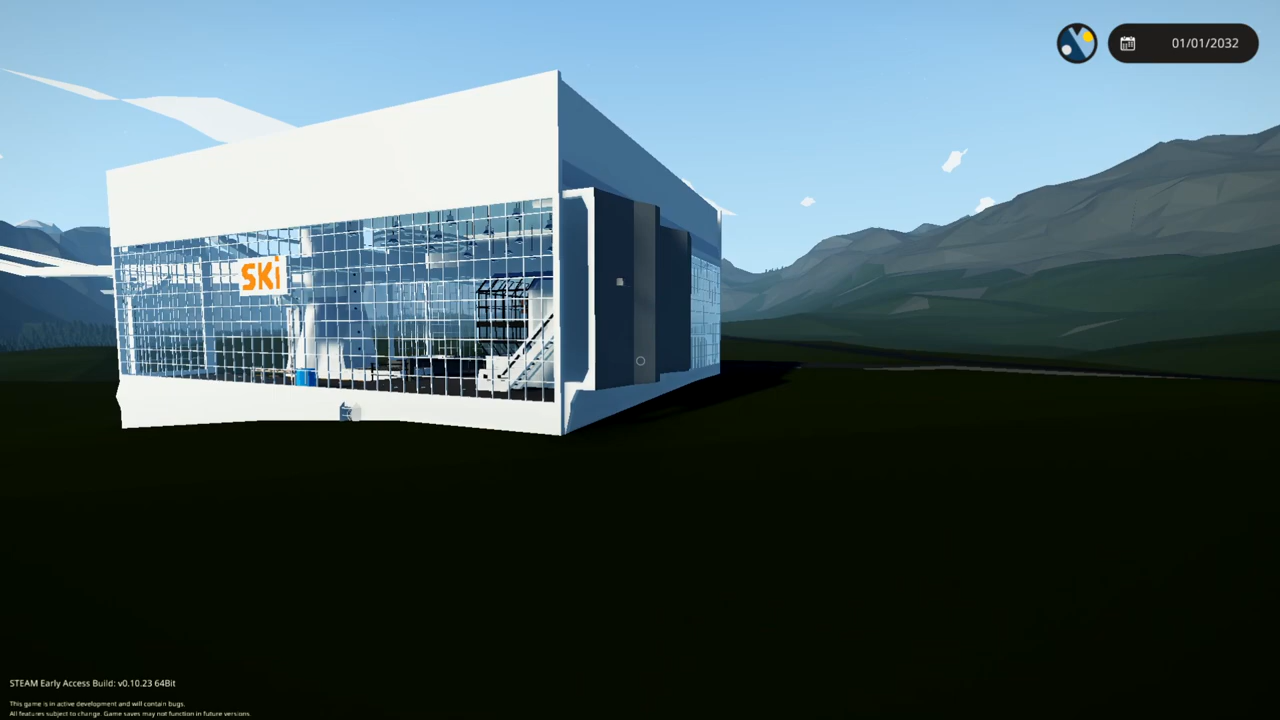 01/01/2032
SKi
STEAM Early Access Build: v0.10.23 64Bit
This game is in active development and will contain bugs.
All features subject to change. Game saves may not function in future versions.